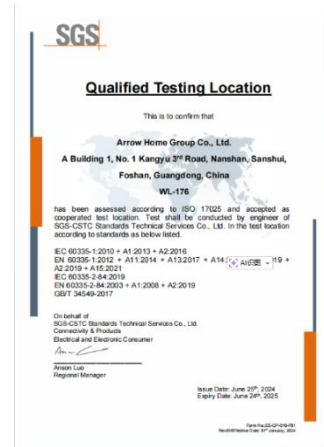 SGS
Qualified Testing Location
This is to confirm that
Arrow Home Group Co., Ltd.
A Building 1, No. 1 Kangyu 3rd Road, Nanshan, Sanshui,
Foshan, Guangdong, China
WL-176
has been assessed according to ISO 17025 and accepted as
cooperated test location. Test shall be conducted by engineer of
SGS-CSTC Standards Technical Services Co., Ltd. In the test location
according to standards as below listed.
IEC 60335-1:2010 + A1:2013 + A2:2016
EN 60335-1:2012 + A11:2014 + A13:2017 + A14: 19 +
A2:2019 + A15:2021
IEC 60335-2-84:2019
EN 60335-2-84:2003 + A1:2008 + A2:2019
GB/T 34549-2017
On behalf of
SGS-CSTC Standards Technical Services Co., Ltd.
Connectivity & Products
Electrical and Electronic Consumer
Anson Luo
Regional Manager
Issue Date: June 25th, 2024
Expiry Date: June 24th, 2025